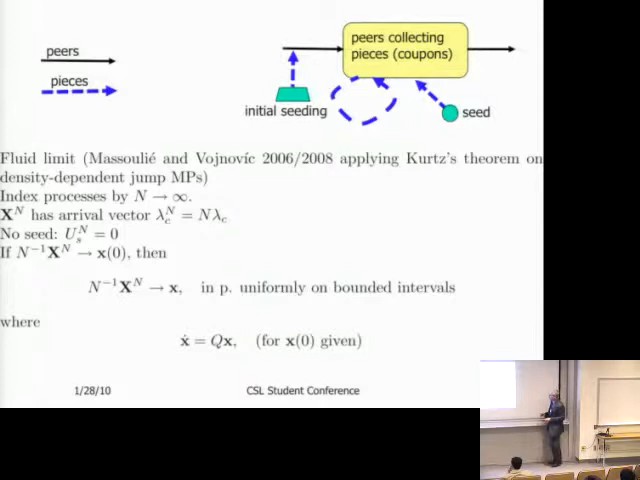 peers
pieces
peers collecting
pieces (coupons)
initial seeding
seed
Fluid limit (Massoulié and Vojnovíc 2006/2008 applying Kurtz's theorem on
density-dependent jump MPs)
Index processes by N → ∞.
X^N has arrival vector λ_c^N = Nλ_c
No seed: U_s^N = 0
If N^{-1}X^N → x(0), then
N^{-1}X^N → x, in p. uniformly on bounded intervals
where
ẋ = Qx, (for x(0) given)
1/28/10
CSL Student Conference